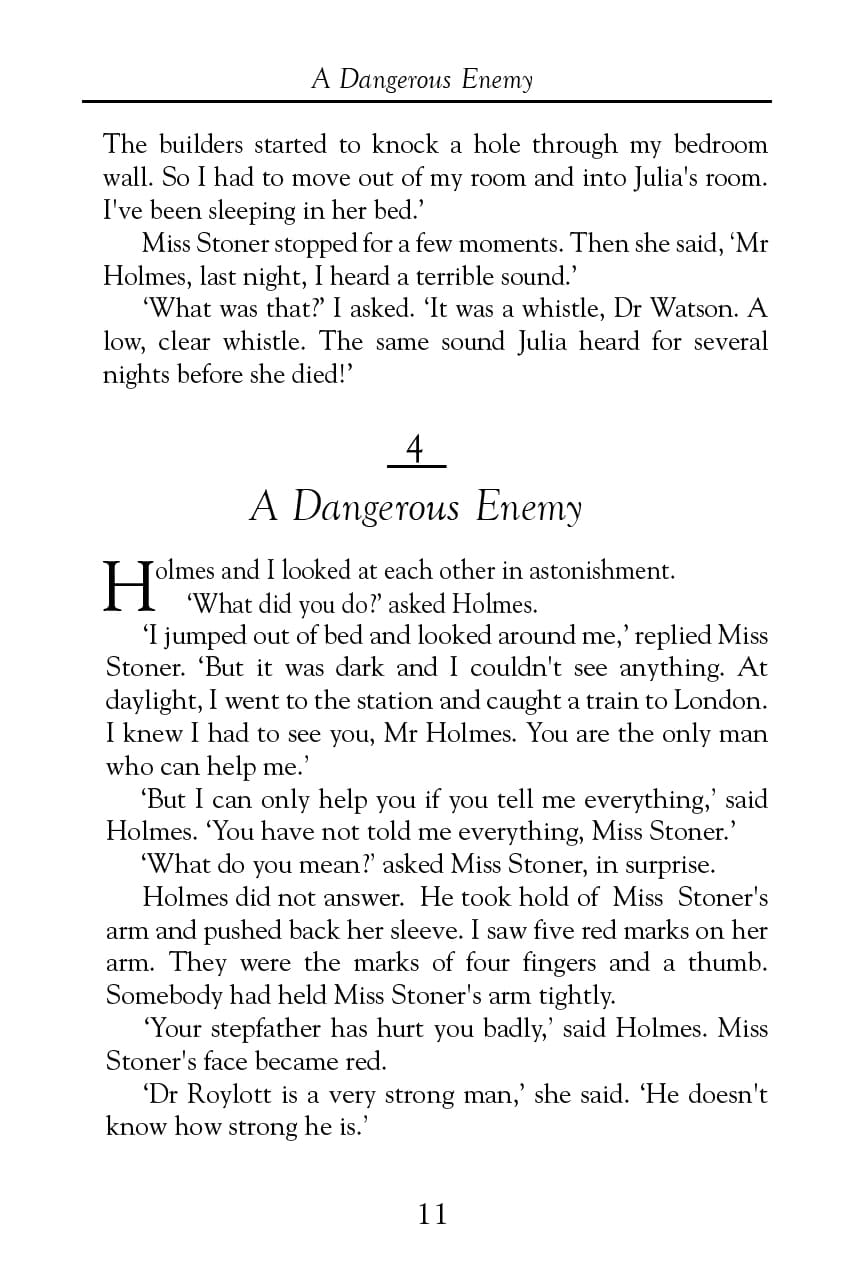 A Dangerous Enemy
The builders started to knock a hole through my bedroom
wall. So I had to move out of my room and into Julia's room.
I've been sleeping in her bed.’
Miss Stoner stopped for a few moments. Then she said, ‘Mr
Holmes, last night, I heard a terrible sound.’
‘What was that?’ I asked. ‘It was a whistle, Dr Watson. A
low, clear whistle. The same sound Julia heard for several
nights before she died!’
4
A Dangerous Enemy
Holmes and I looked at each other in astonishment.
‘What did you do?’ asked Holmes.
‘I jumped out of bed and looked around me,’ replied Miss
Stoner. ‘But it was dark and I couldn't see anything. At
daylight, I went to the station and caught a train to London.
I knew I had to see you, Mr Holmes. You are the only man
who can help me.’
‘But I can only help you if you tell me everything,’ said
Holmes. ‘You have not told me everything, Miss Stoner.’
‘What do you mean?’ asked Miss Stoner, in surprise.
Holmes did not answer. He took hold of Miss Stoner's
arm and pushed back her sleeve. I saw five red marks on her
arm. They were the marks of four fingers and a thumb.
Somebody had held Miss Stoner's arm tightly.
‘Your stepfather has hurt you badly,’ said Holmes. Miss
Stoner's face became red.
‘Dr Roylott is a very strong man,’ she said. ‘He doesn't
know how strong he is.’
11